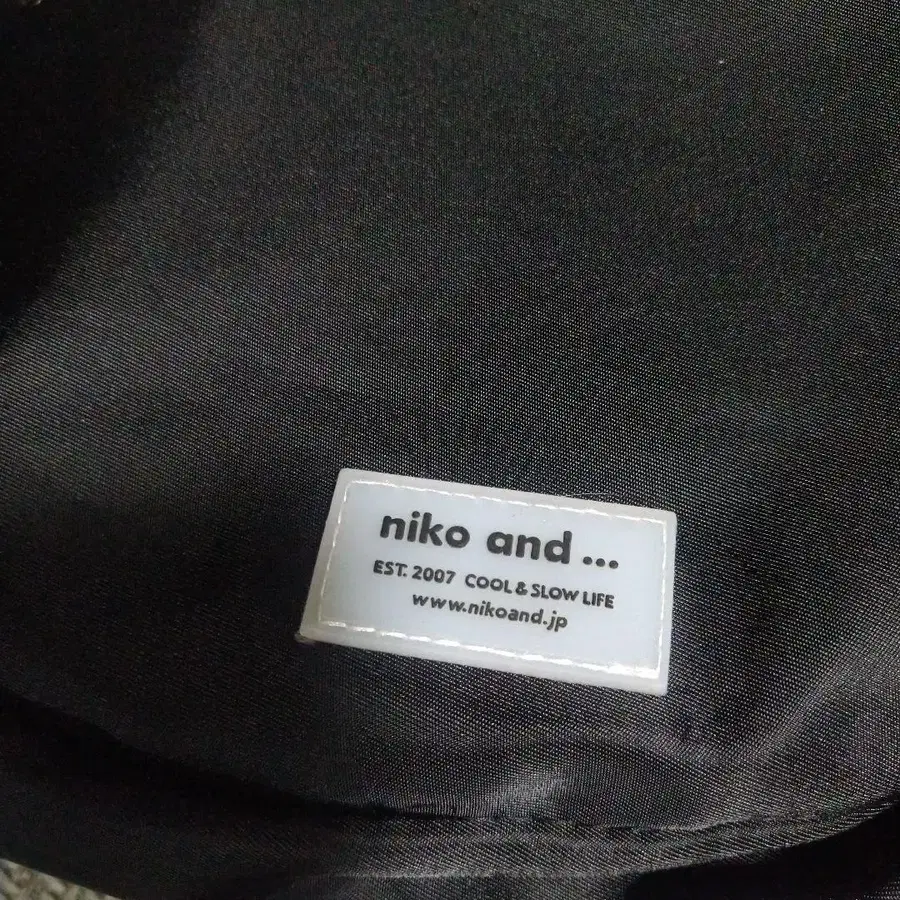 niko and ...
EST. 2007 COOL & SLOW LIFE
www.nikoand.jp